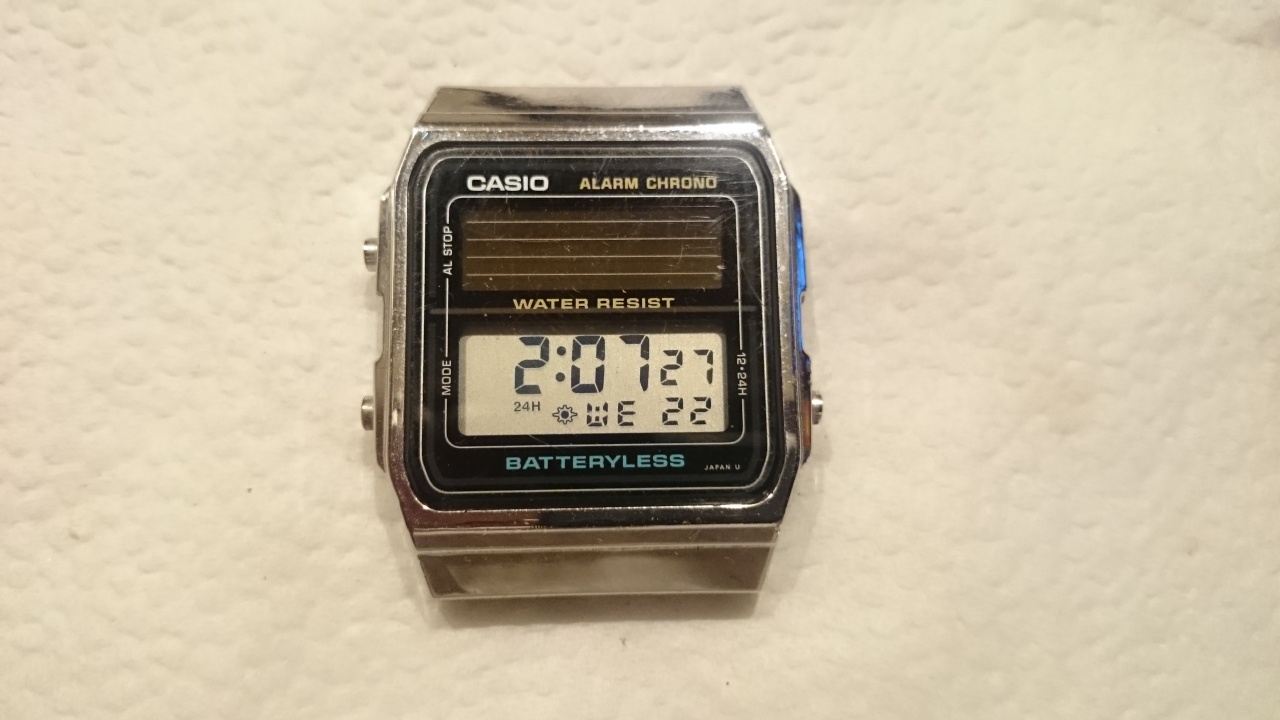 CASIO ALARM CHRONO
AL STOP
WATER RESIST
MODE
12•24H
2:07 27
24H WE 22
BATTERYLESS
JAPAN U